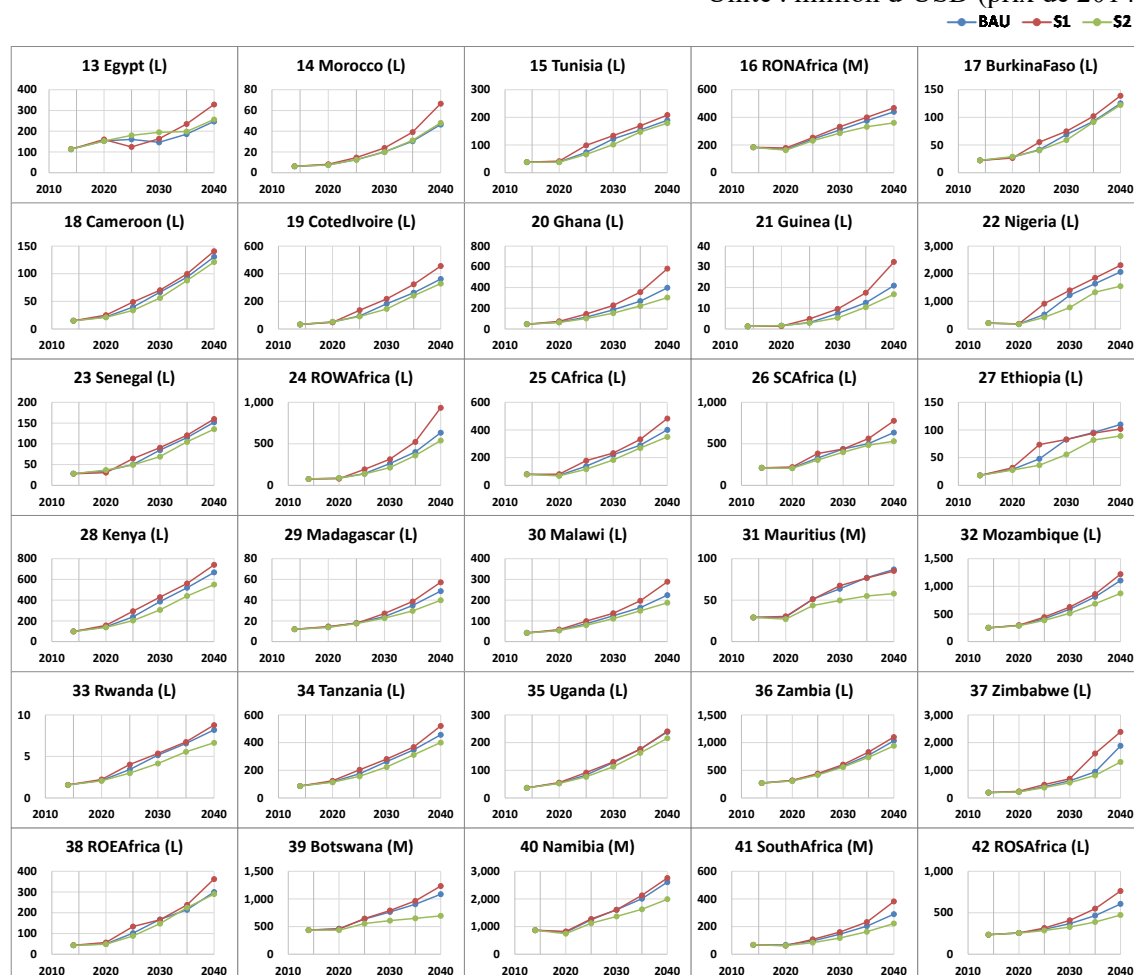 Unité : million d'USD (prix de 2014
BAU S1 S2
13 Egypt (L)
400
300
200
100
0
2010 2020 2030 2040
14 Morocco (L)
80
60
40
20
0
2010 2020 2030 2040
15 Tunisia (L)
300
200
100
0
2010 2020 2030 2040
16 RONAfrica (M)
600
400
200
0
2010 2020 2030 2040
17 BurkinaFaso (L)
150
100
50
0
2010 2020 2030 2040
18 Cameroon (L)
150
100
50
0
2010 2020 2030 2040
19 CotedIvoire (L)
600
400
200
0
2010 2020 2030 2040
20 Ghana (L)
800
600
400
200
0
2010 2020 2030 2040
21 Guinea (L)
40
30
20
10
0
2010 2020 2030 2040
22 Nigeria (L)
3,000
2,000
1,000
0
2010 2020 2030 2040
23 Senegal (L)
200
150
100
50
0
2010 2020 2030 2040
24 ROWAfrica (L)
1,000
500
0
2010 2020 2030 2040
25 CAfrica (L)
600
400
200
0
2010 2020 2030 2040
26 SCAfrica (L)
1,000
500
0
2010 2020 2030 2040
27 Ethiopia (L)
150
100
50
0
2010 2020 2030 2040
28 Kenya (L)
800
600
400
200
0
2010 2020 2030 2040
29 Madagascar (L)
80
60
40
20
0
2010 2020 2030 2040
30 Malawi (L)
400
300
200
100
0
2010 2020 2030 2040
31 Mauritius (M)
100
50
0
2010 2020 2030 2040
32 Mozambique (L)
1,500
1,000
500
0
2010 2020 2030 2040
33 Rwanda (L)
10
5
0
2010 2020 2030 2040
34 Tanzania (L)
600
400
200
0
2010 2020 2030 2040
35 Uganda (L)
300
200
100
0
2010 2020 2030 2040
36 Zambia (L)
1,500
1,000
500
0
2010 2020 2030 2040
37 Zimbabwe (L)
3,000
2,000
1,000
0
2010 2020 2030 2040
38 ROEAfrica (L)
400
300
200
100
0
2010 2020 2030 2040
39 Botswana (M)
1,500
1,000
500
0
2010 2020 2030 2040
40 Namibia (M)
3,000
2,000
1,000
0
2010 2020 2030 2040
41 SouthAfrica (M)
600
400
200
0
2010 2020 2030 2040
42 ROSAfrica (L)
1,000
500
0
2010 2020 2030 2040